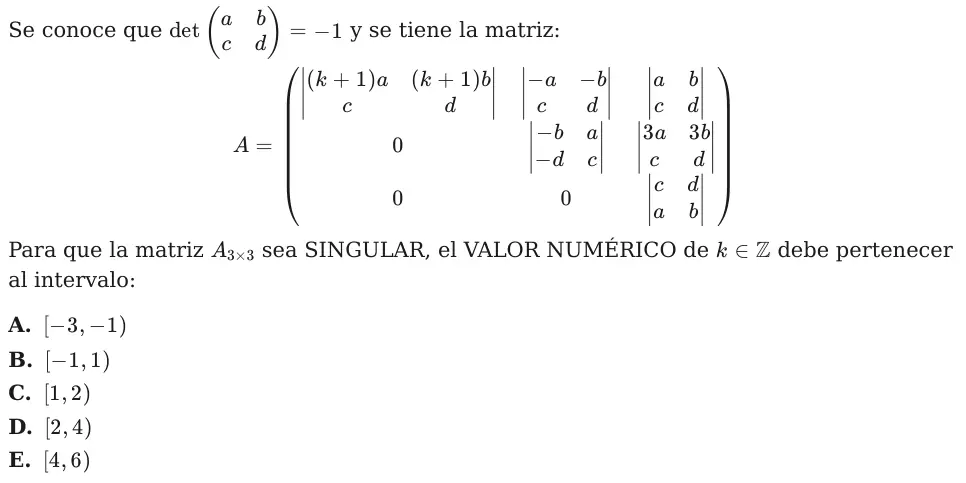 Se conoce que $\det \begin{pmatrix} a & b \\ c & d \end{pmatrix} = -1$ y se tiene la matriz:
$A = \begin{pmatrix} \begin{vmatrix} (k+1)a & (k+1)b \\ c & d \end{vmatrix} & \begin{vmatrix} -a & -b \\ c & d \end{vmatrix} & \begin{vmatrix} a & b \\ c & d \end{vmatrix} \\ 0 & \begin{vmatrix} -b & a \\ -d & c \end{vmatrix} & \begin{vmatrix} 3a & 3b \\ c & d \end{vmatrix} \\ 0 & 0 & \begin{vmatrix} c & d \\ a & b \end{vmatrix} \end{pmatrix}$
Para que la matriz $A_{3\times3}$ sea SINGULAR, el VALOR NUMÉRICO de $k \in \mathbb{Z}$ debe pertenecer
al intervalo:
A. $[-3, -1)$
B. $[-1, 1)$
C. $[1, 2)$
D. $[2, 4)$
E. $[4, 6)$